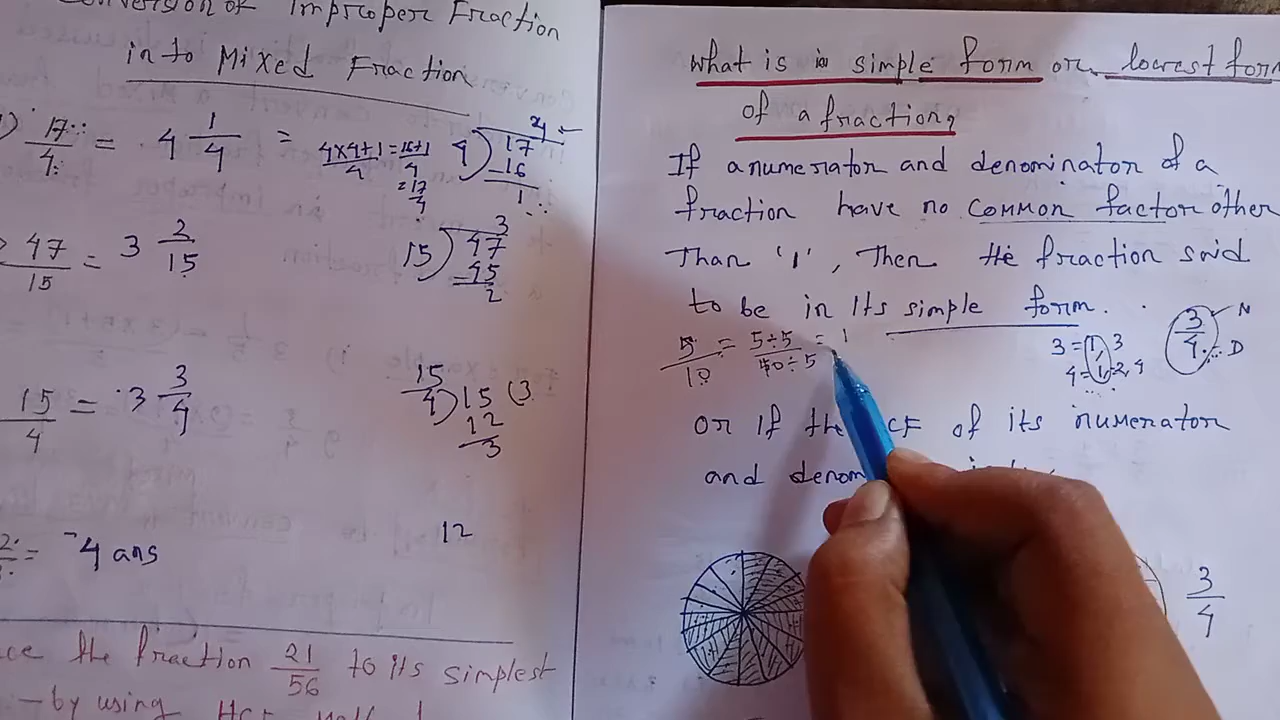 Conversion of Improper Fraction
in to Mixed Fraction
17/4 = 4 1/4 = 4×4+1/4 = 16+1/4 = 17/4
4)17
-16
1
47/15 = 3 2/15
3
15)47
45
2
15/4 = 3 3/4
15/4)15(3
12
3
= 4 ans
12
the fraction 21/56 to its simplest
by using HCF
what is simple form or lowest form
of a fraction,
If a numerator and denominator of a
fraction have no common factor other
Than '1', Then the fraction said
to be in its simple form.
3/4 N D
3 = 1, 3
4 = 1, 2, 4
5/10 = 5÷5/10÷5 = 1
or If the CF of its numerator
and denom
3/4